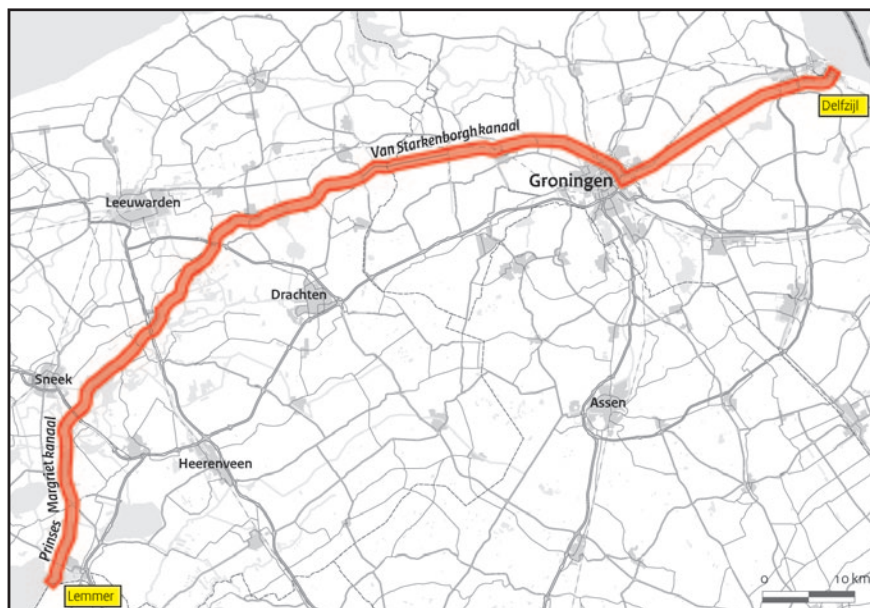 Delfzijl
Van Starkenborghkanaal
Groningen
Leeuwarden
Drachten
Sneek
Assen
Prinses Margrietkanaal
Heerenveen
Lemmer
0 10 km